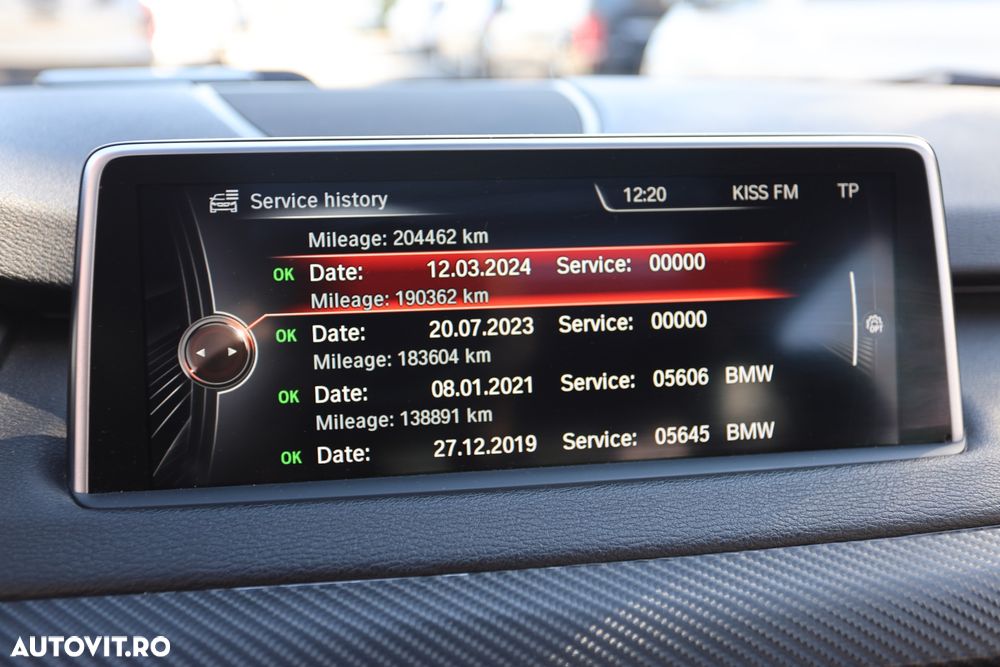 Service history 12:20 KISS FM TP
Mileage: 204462 km
OK Date: 12.03.2024 Service: 00000
Mileage: 190362 km
OK Date: 20.07.2023 Service: 00000
Mileage: 183604 km
OK Date: 08.01.2021 Service: 05606 BMW
Mileage: 138891 km
OK Date: 27.12.2019 Service: 05645 BMW
OPT
AUTOVIT.RO